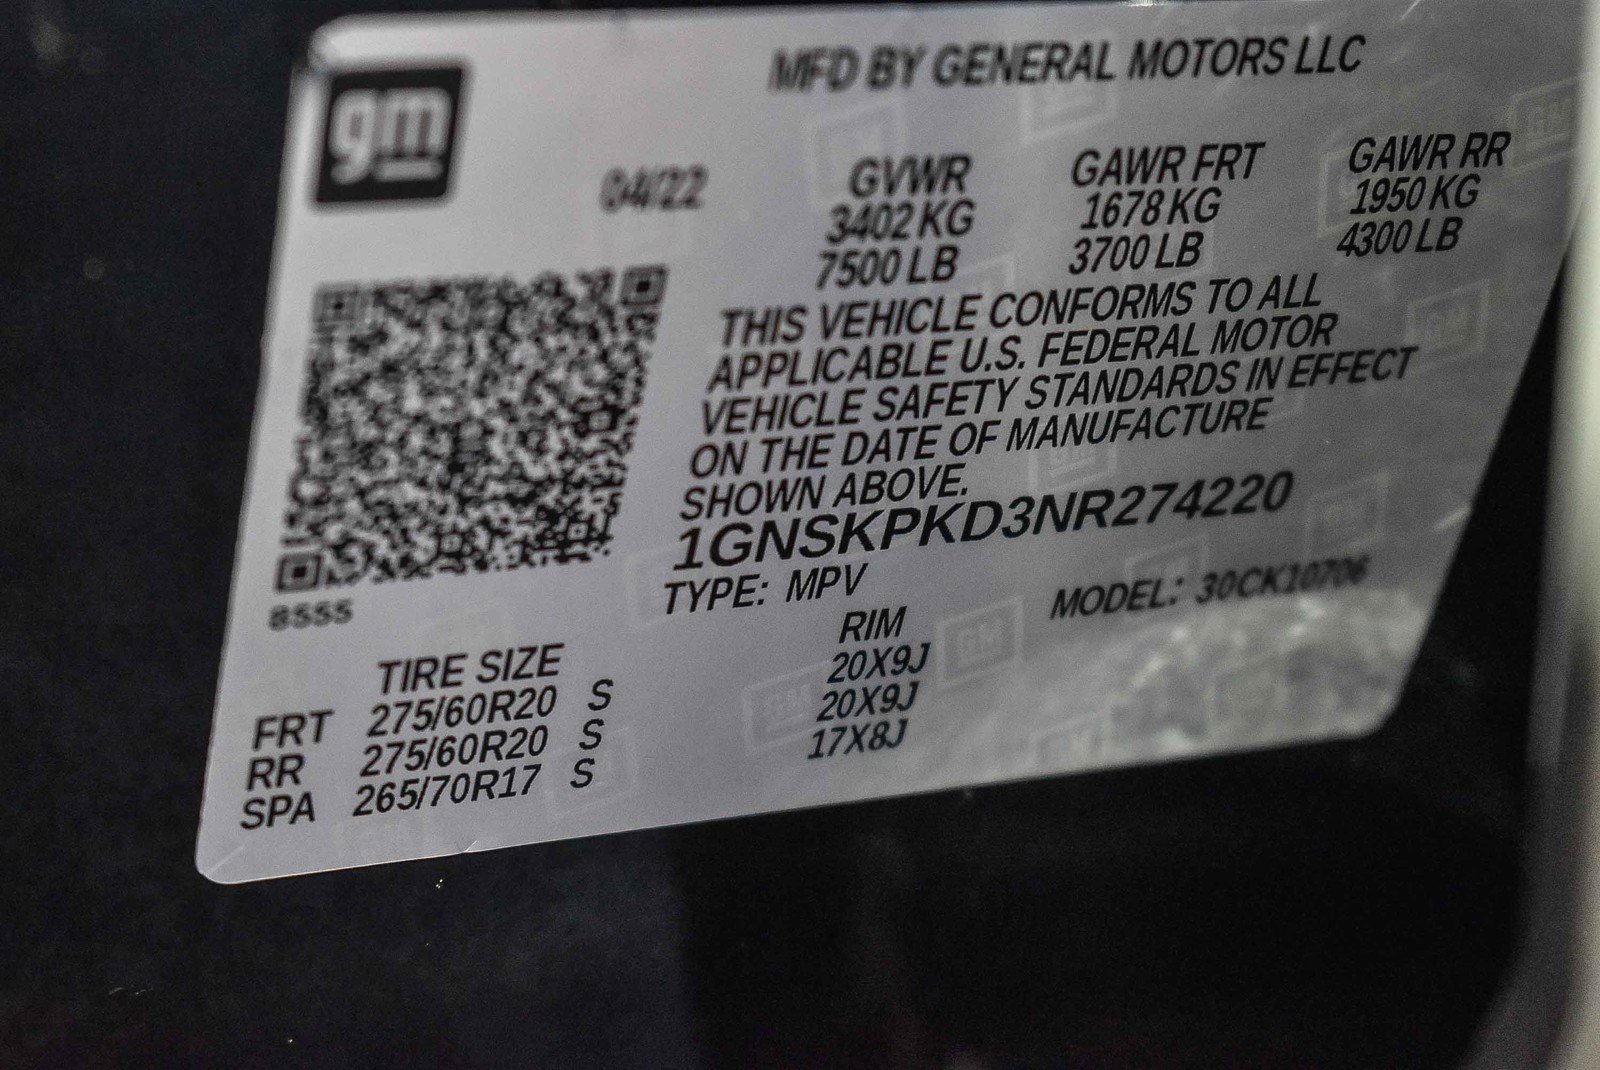 gm
MFD BY GENERAL MOTORS LLC
04/22
GVWR GAWR FRT GAWR RR
3402 KG 1678 KG 1950 KG
7500 LB 3700 LB 4300 LB
THIS VEHICLE CONFORMS TO ALL
APPLICABLE U.S. FEDERAL MOTOR
VEHICLE SAFETY STANDARDS IN EFFECT
ON THE DATE OF MANUFACTURE
SHOWN ABOVE.
1GNSKPKD3NR274220
TYPE: MPV MODEL: 30CK10706
8555
TIRE SIZE RIM
FRT 275/60R20 S 20X9J
RR 275/60R20 S 20X9J
SPA 265/70R17 S 17X8J